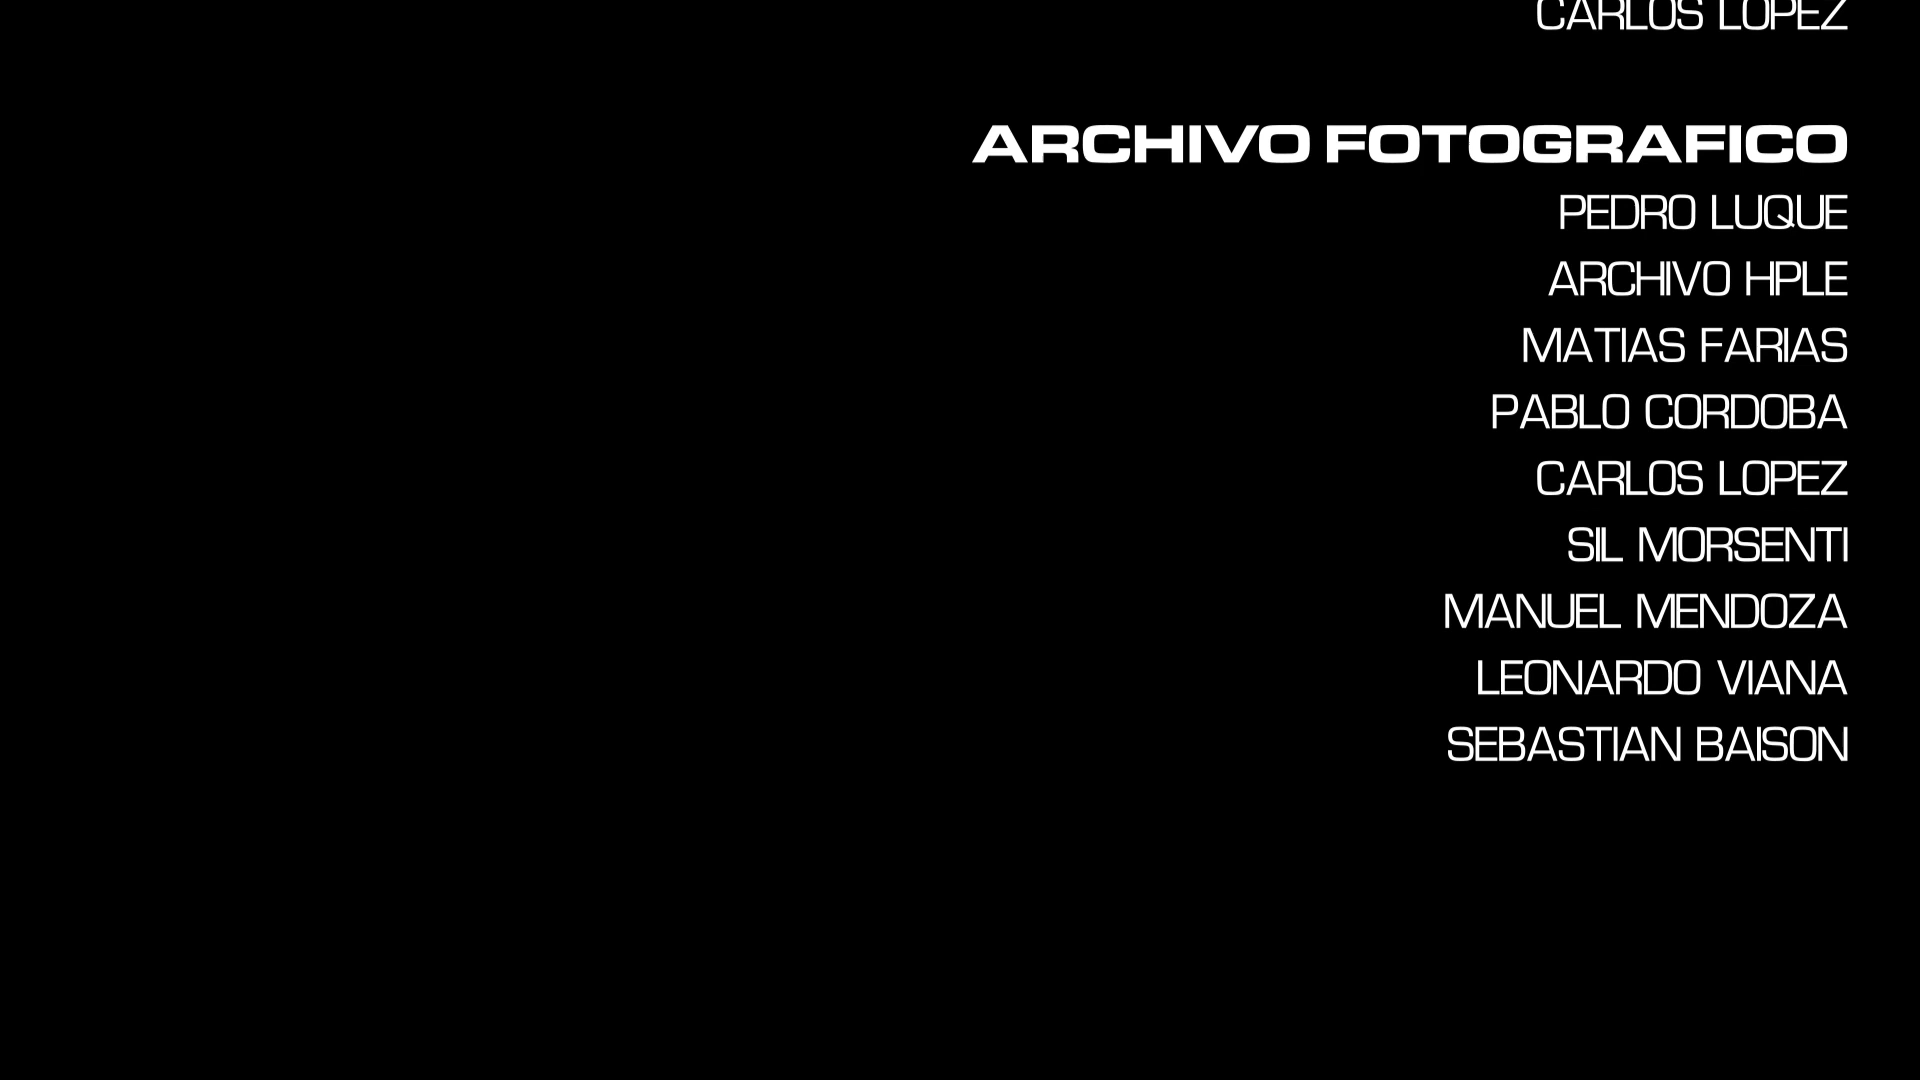 CARLOS LOPEZ
ARCHIVO FOTOGRAFICO
PEDRO LUQUE
ARCHIVO HPLE
MATIAS FARIAS
PABLO CORDOBA
CARLOS LOPEZ
SIL MORSENTI
MANUEL MENDOZA
LEONARDO VIANA
SEBASTIAN BAISON